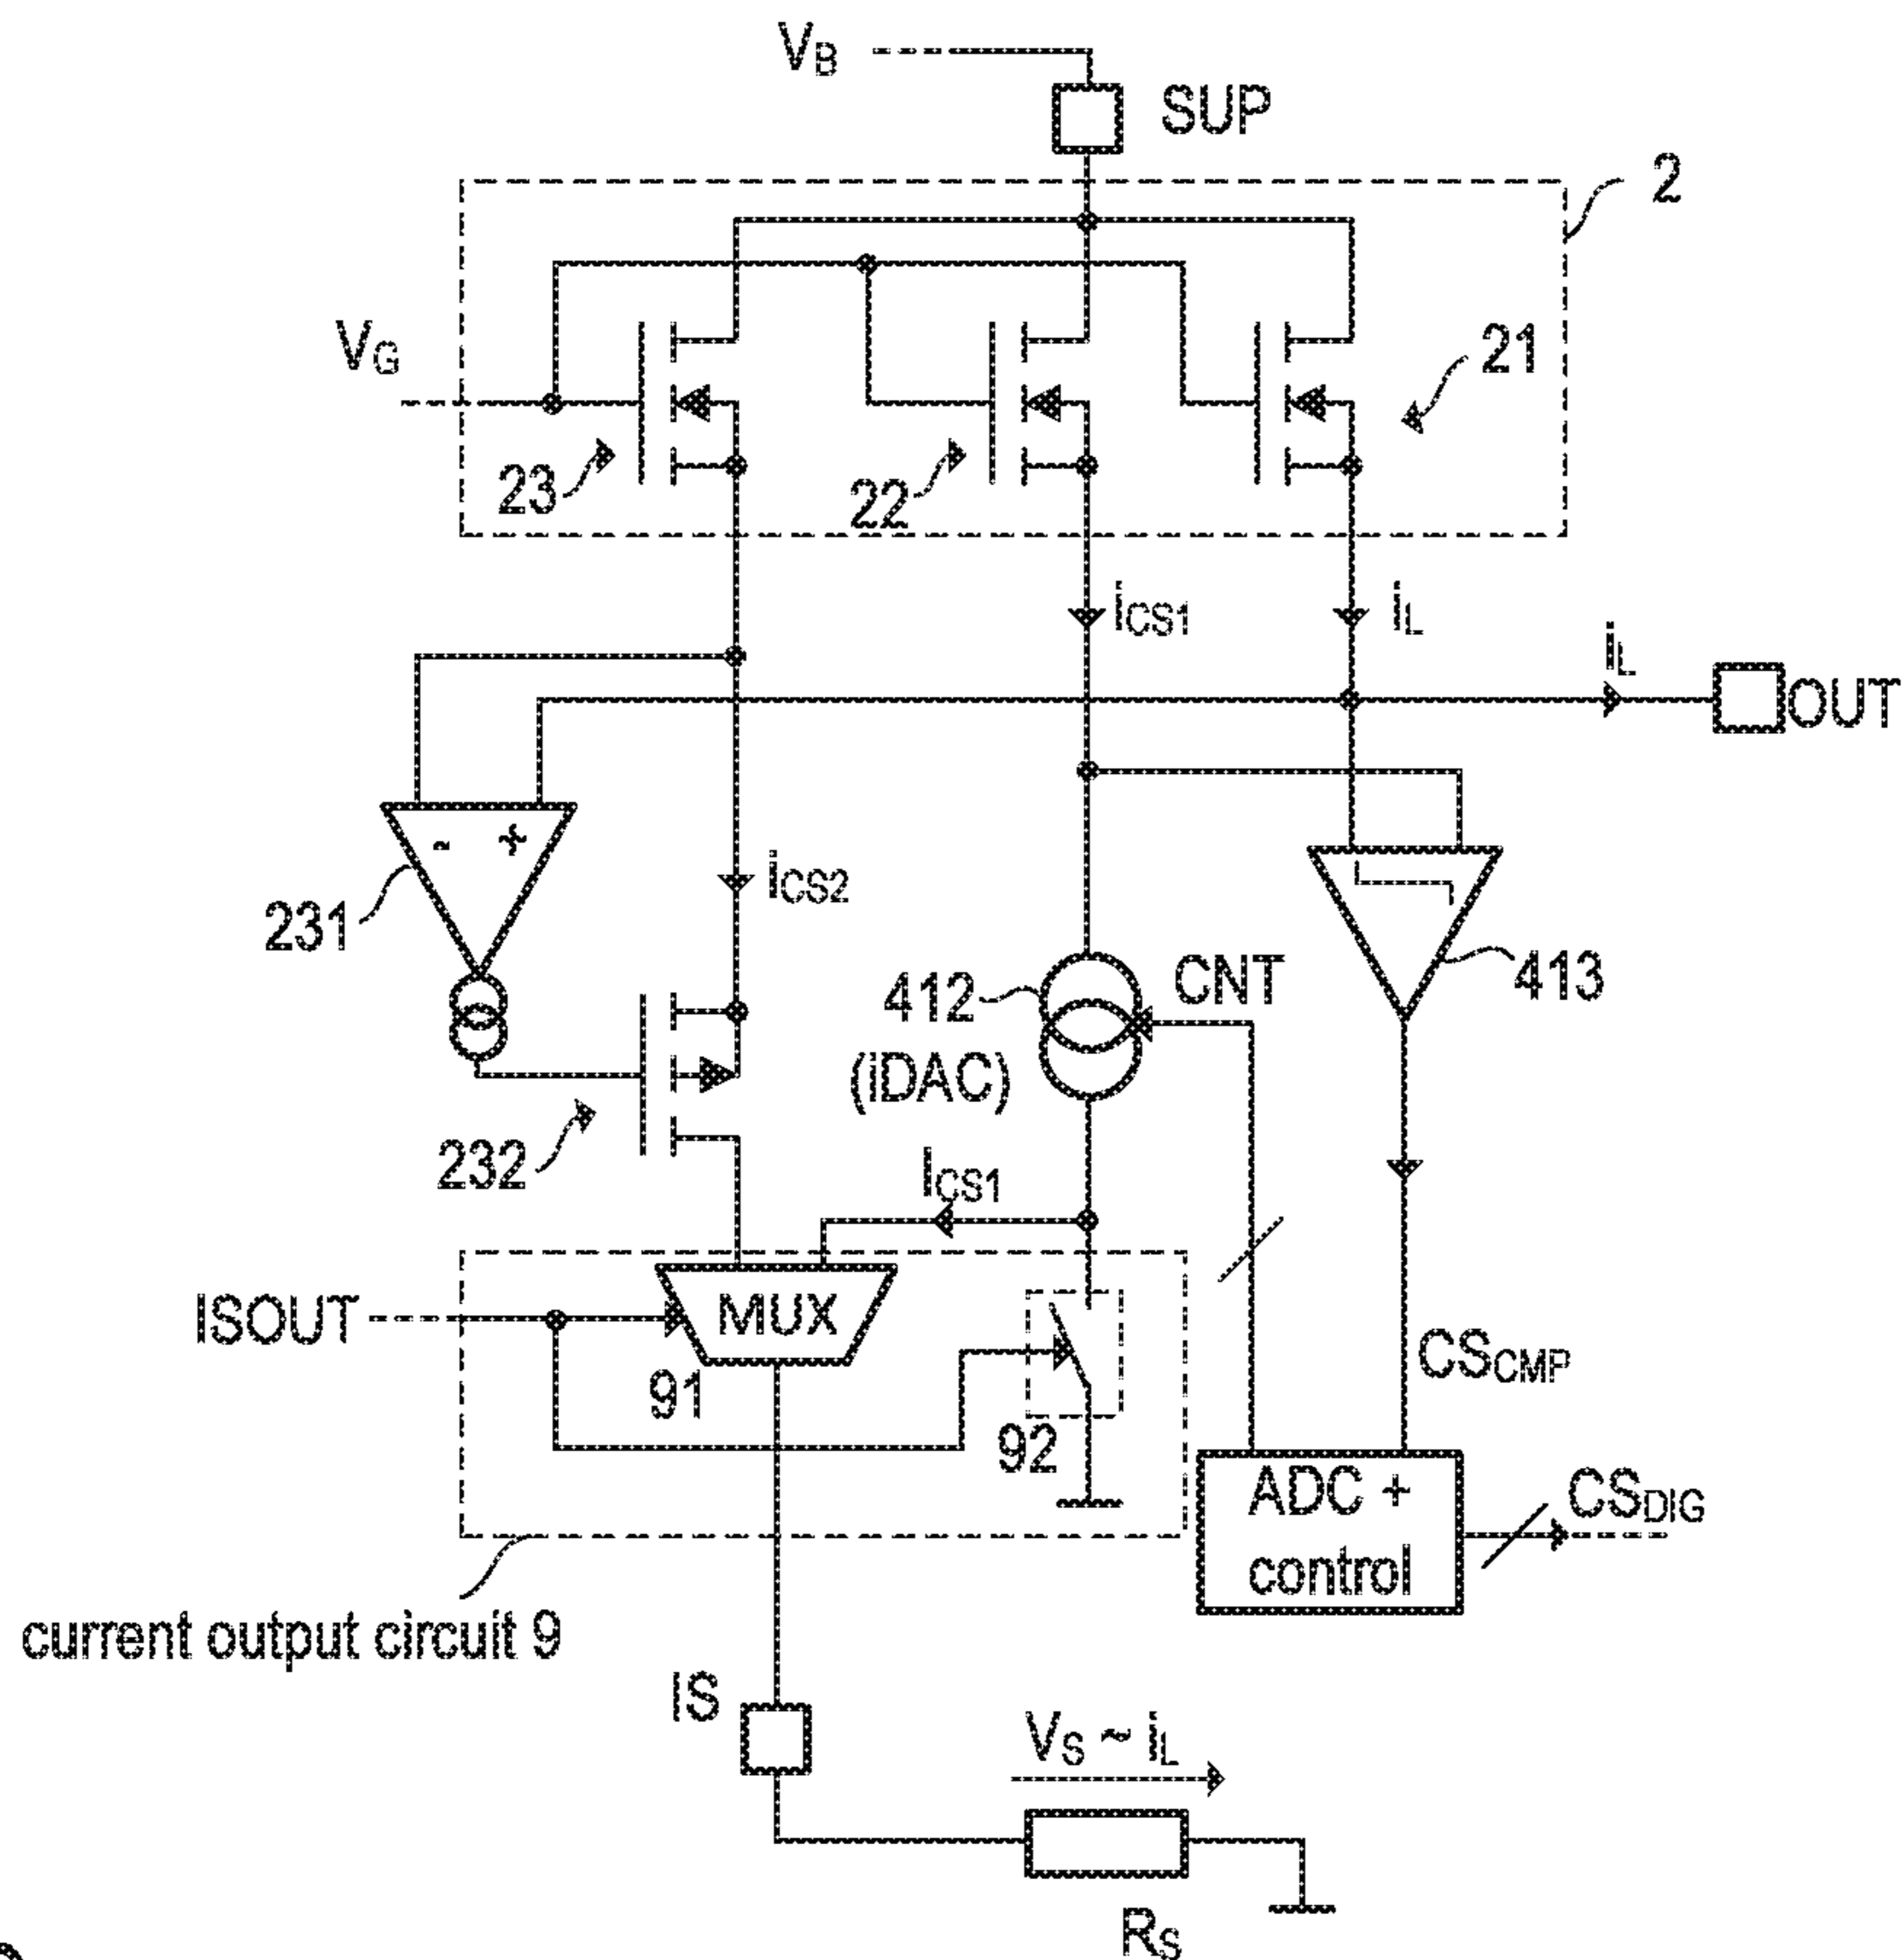 VB
SUP
2
VG
21
23
22
iCS1
iL
iL
OUT
- +
iCS2
231
412
CNT
413
(iDAC)
232
ICS1
ISOUT
MUX
91
CSCMP
92
ADC +
control
CSDIG
current output circuit 9
IS
VS ~ iL
RS